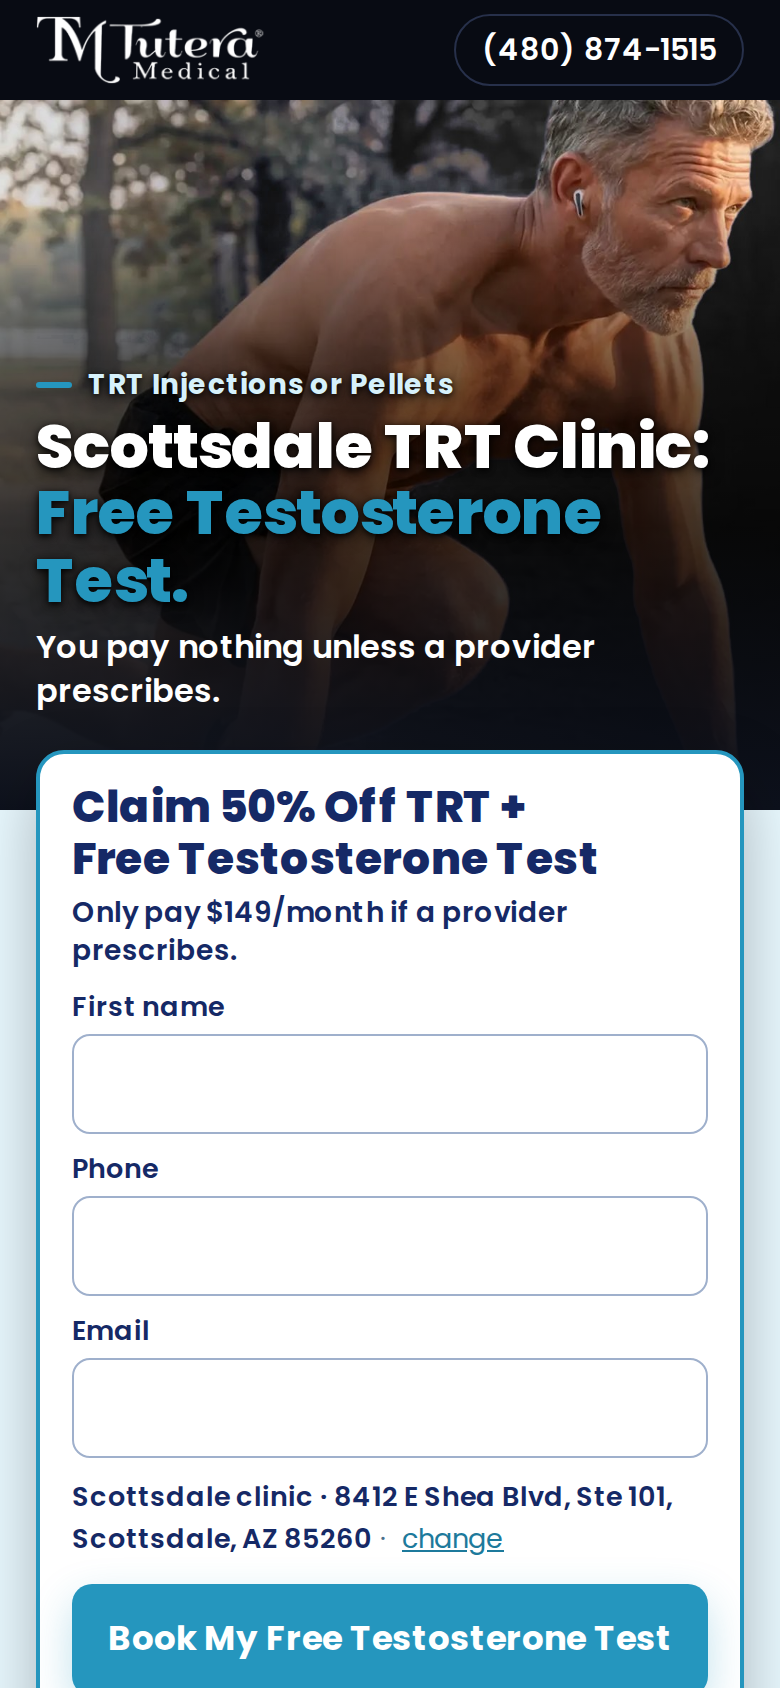 TM Tutera®
Medical
(480) 874-1515
TRT Injections or Pellets
Scottsdale TRT Clinic:
Free Testosterone
Test.
You pay nothing unless a provider
prescribes.
Claim 50% Off TRT +
Free Testosterone Test
Only pay $149/month if a provider
prescribes.
First name
Phone
Email
Scottsdale clinic · 8412 E Shea Blvd, Ste 101,
Scottsdale, AZ 85260 · change
Book My Free Testosterone Test